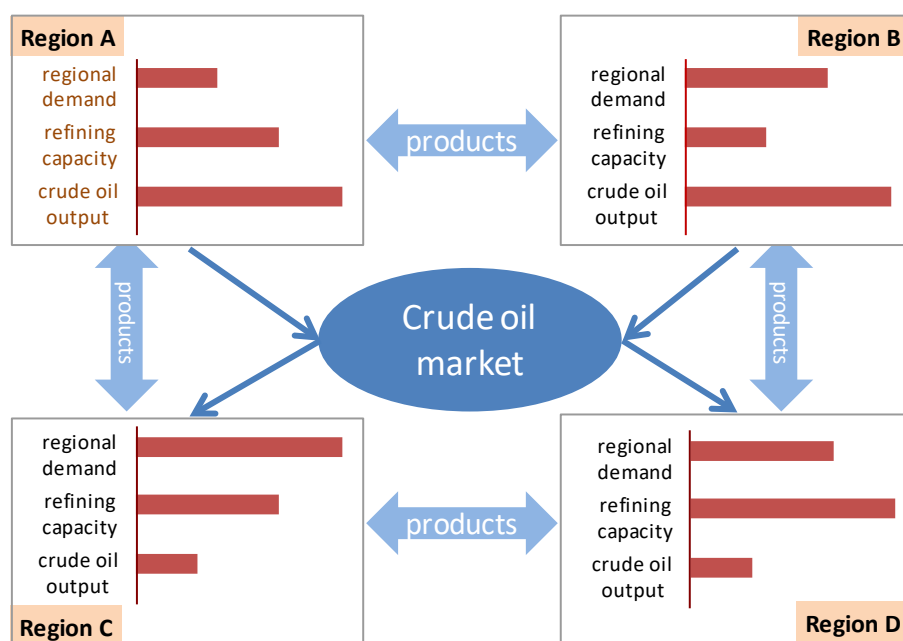 Region A
regional
demand
refining
capacity
crude oil
output
products
Region B
regional
demand
refining
capacity
crude oil
output
products
Crude oil
market
products
regional
demand
refining
capacity
crude oil
output
Region C
products
regional
demand
refining
capacity
crude oil
output
Region D